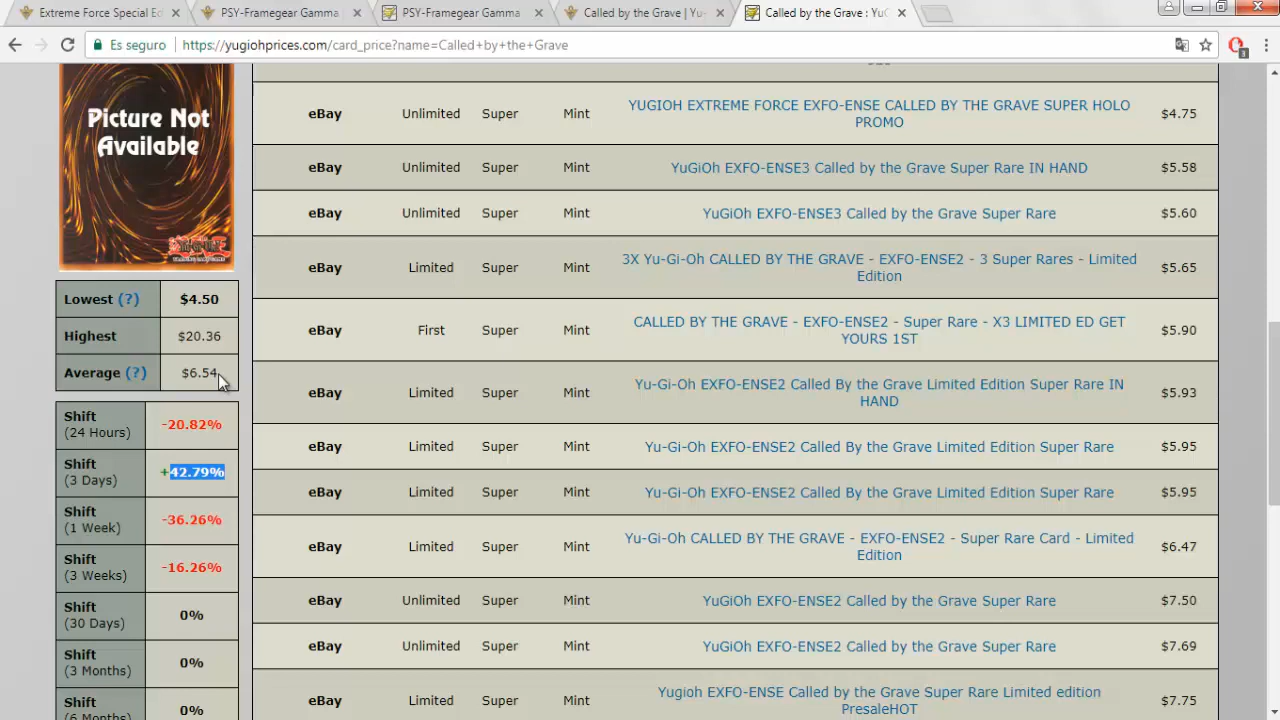 Extreme Force Special Ed
PSY-Framegear Gamma |
PSY-Framegear Gamma
Called by the Grave | Yu-
Called by the Grave : YuG
Es seguro
https://yugiohprices.com/card_price?name=Called+by+the+Grave
3
Picture Not
Available
Yu-Gi-Oh!
Lowest (?) $4.50
Highest $20.36
Average (?) $6.54
Shift
(24 Hours) -20.82%
Shift
(3 Days) +42.79%
Shift
(1 Week) -36.26%
Shift
(3 Weeks) -16.26%
Shift
(30 Days) 0%
Shift
(3 Months) 0%
Shift
(6 Months) 0%
eBay Unlimited Super Mint YUGIOH EXTREME FORCE EXFO-ENSE CALLED BY THE GRAVE SUPER HOLO
PROMO $4.75
eBay Unlimited Super Mint YuGiOh EXFO-ENSE3 Called by the Grave Super Rare IN HAND $5.58
eBay Unlimited Super Mint YuGiOh EXFO-ENSE3 Called by the Grave Super Rare $5.60
eBay Limited Super Mint 3X Yu-Gi-Oh CALLED BY THE GRAVE - EXFO-ENSE2 - 3 Super Rares - Limited
Edition $5.65
eBay First Super Mint CALLED BY THE GRAVE - EXFO-ENSE2 - Super Rare - X3 LIMITED ED GET
YOURS 1ST $5.90
eBay Limited Super Mint Yu-Gi-Oh EXFO-ENSE2 Called By the Grave Limited Edition Super Rare IN
HAND $5.93
eBay Limited Super Mint Yu-Gi-Oh EXFO-ENSE2 Called By the Grave Limited Edition Super Rare $5.95
eBay Limited Super Mint Yu-Gi-Oh EXFO-ENSE2 Called By the Grave Limited Edition Super Rare $5.95
eBay Limited Super Mint Yu-Gi-Oh CALLED BY THE GRAVE - EXFO-ENSE2 - Super Rare Card - Limited
Edition $6.47
eBay Unlimited Super Mint YuGiOh EXFO-ENSE2 Called by the Grave Super Rare $7.50
eBay Unlimited Super Mint YuGiOh EXFO-ENSE2 Called by the Grave Super Rare $7.69
eBay Limited Super Mint Yugioh EXFO-ENSE Called by the Grave Super Rare Limited edition
PresaleHOT $7.75